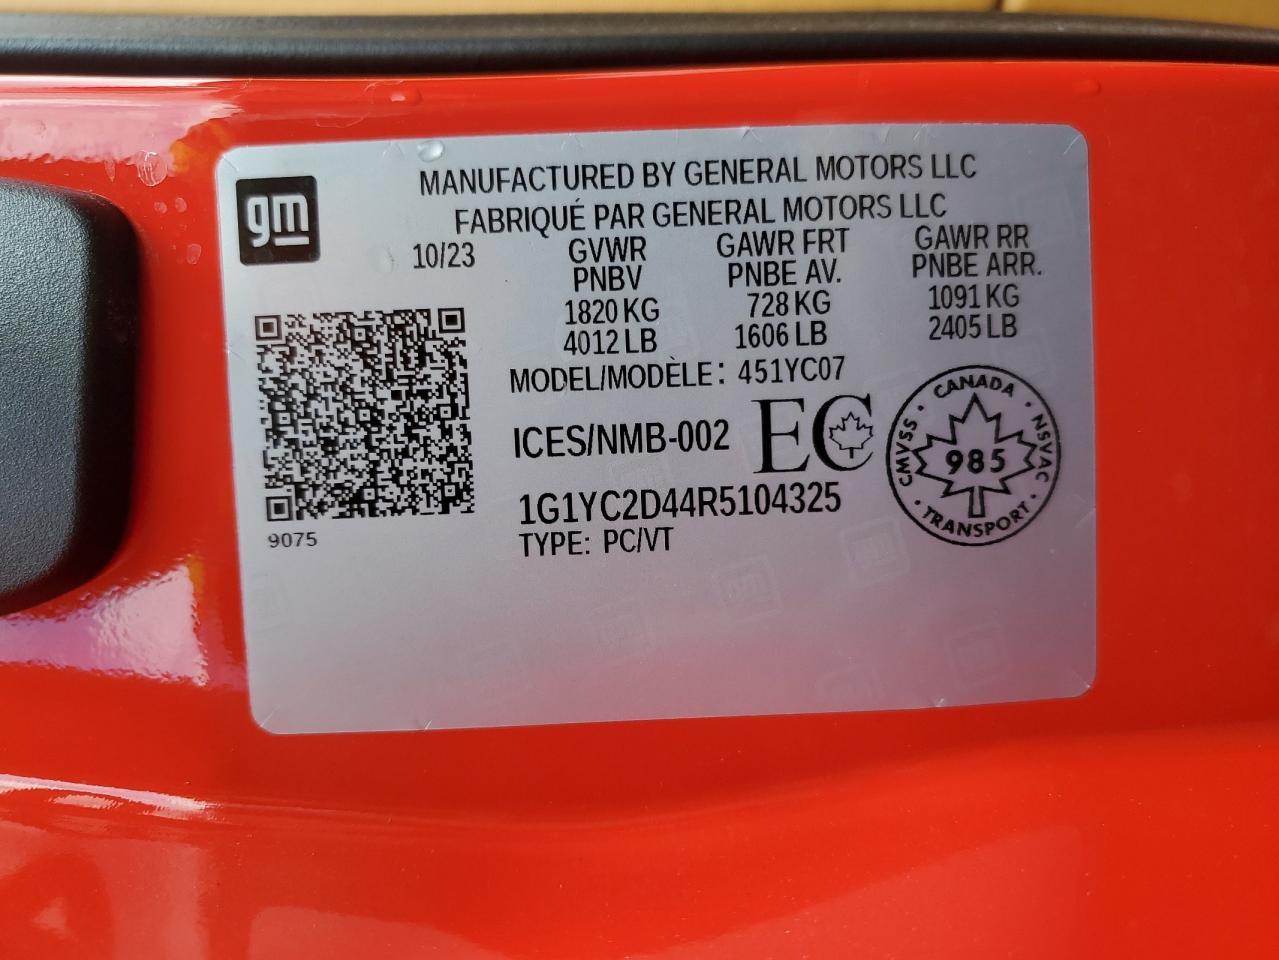 gm
MANUFACTURED BY GENERAL MOTORS LLC
FABRIQUÉ PAR GENERAL MOTORS LLC
10/23
GVWR
PNBV
1820 KG
4012 LB
GAWR FRT
PNBE AV.
728 KG
1606 LB
GAWR RR
PNBE ARR.
1091 KG
2405 LB
MODEL/MODÈLE: 451YC07
ICES/NMB-002
EC
1G1YC2D44R5104325
TYPE: PC/VT
9075
· CANADA ·
CMVSS
985
NSVAC
· TRANSPORT ·